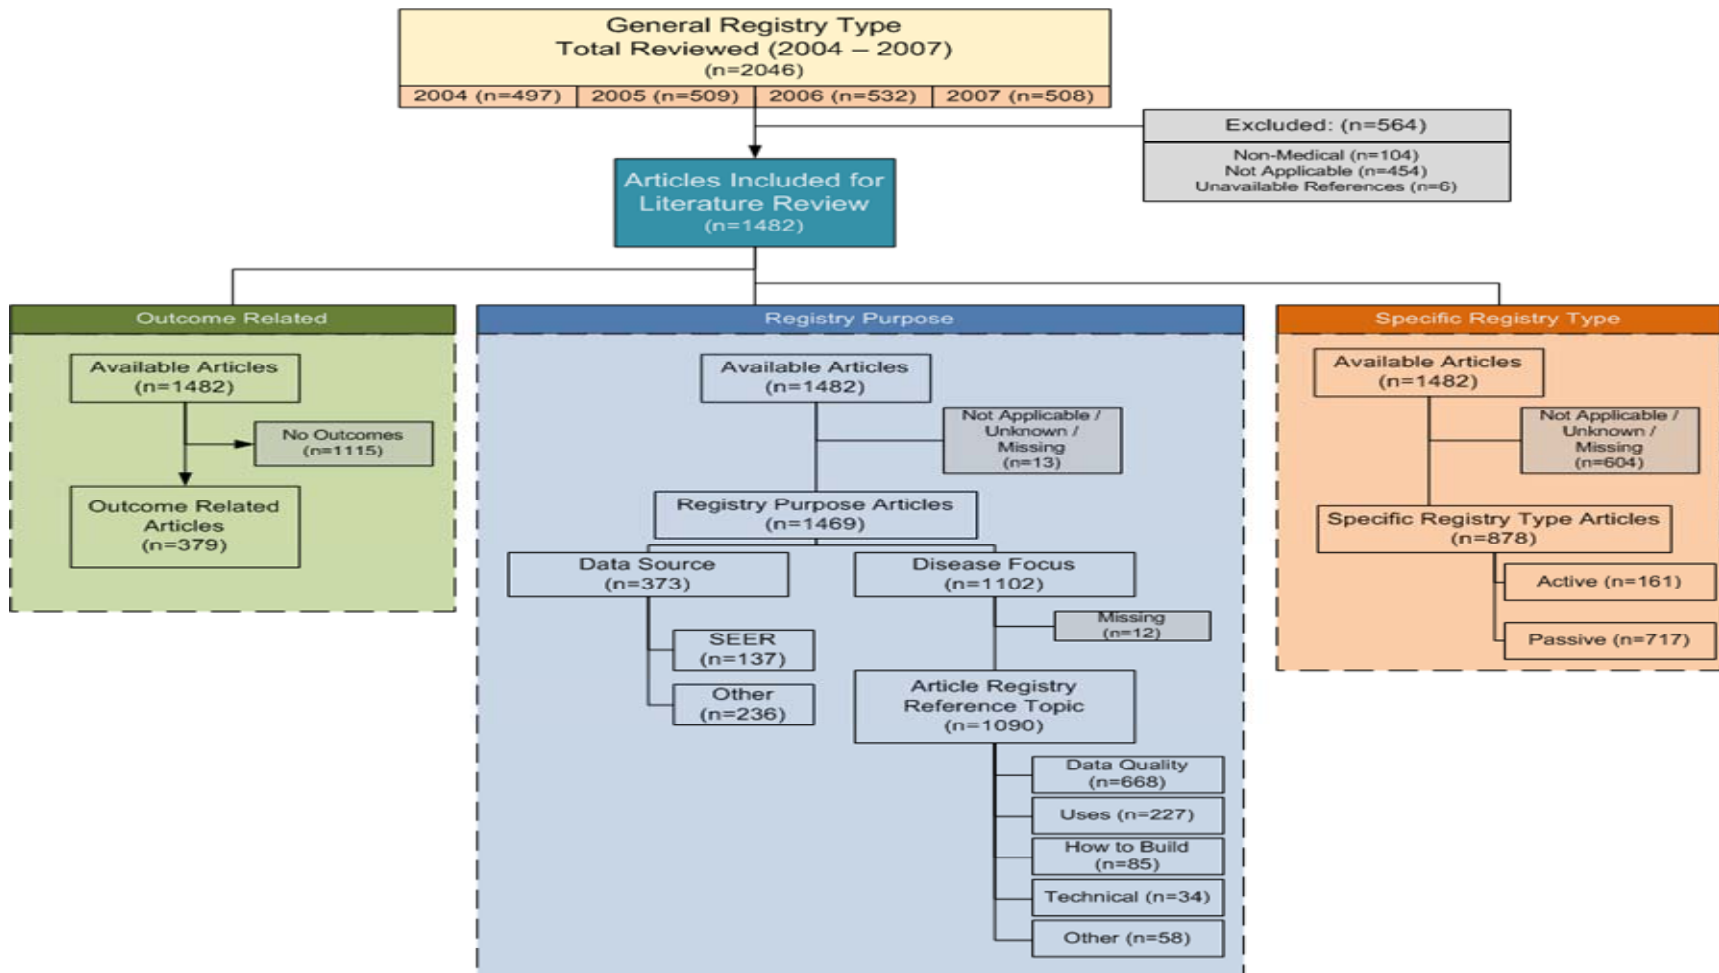 General Registry Type
Total Reviewed (2004 – 2007)
(n=2046)
2004 (n=497)
2005 (n=509)
2006 (n=532)
2007 (n=508)
Excluded: (n=564)
Non-Medical (n=104)
Not Applicable (n=454)
Unavailable References (n=6)
Articles Included for
Literature Review
(n=1482)
Outcome Related
Available Articles
(n=1482)
No Outcomes
(n=1115)
Outcome Related
Articles
(n=379)
Registry Purpose
Available Articles
(n=1482)
Not Applicable /
Unknown /
Missing
(n=13)
Registry Purpose Articles
(n=1469)
Data Source
(n=373)
SEER
(n=137)
Other
(n=236)
Disease Focus
(n=1102)
Missing
(n=12)
Article Registry
Reference Topic
(n=1090)
Data Quality
(n=668)
Uses (n=227)
How to Build
(n=85)
Technical (n=34)
Other (n=58)
Specific Registry Type
Available Articles
(n=1482)
Not Applicable /
Unknown /
Missing
(n=604)
Specific Registry Type Articles
(n=878)
Active (n=161)
Passive (n=717)